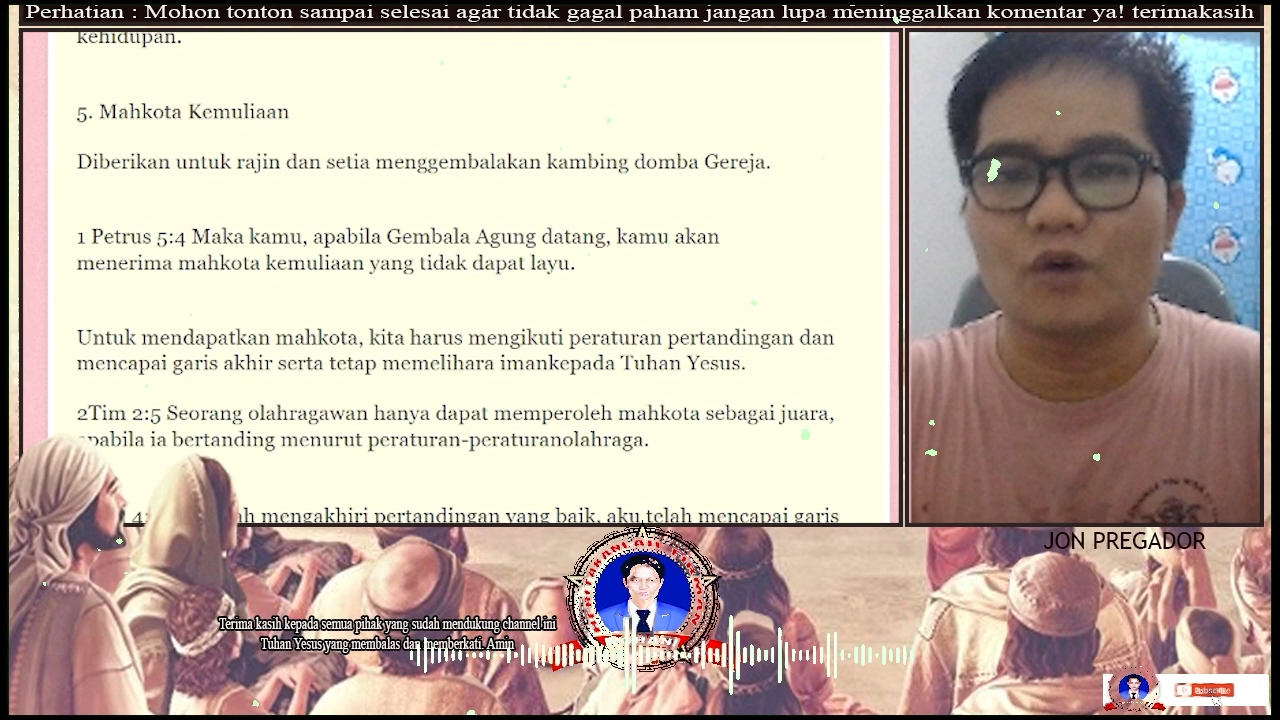 Perhatian : Mohon tonton sampai selesai agar tidak gagal paham jangan lupa meninggalkan komentar ya! terimakasih
kehidupan.
5. Mahkota Kemuliaan
Diberikan untuk rajin dan setia menggembalakan kambing domba Gereja.
1 Petrus 5:4 Maka kamu, apabila Gembala Agung datang, kamu akan
menerima mahkota kemuliaan yang tidak dapat layu.
Untuk mendapatkan mahkota, kita harus mengikuti peraturan pertandingan dan
mencapai garis akhir serta tetap memelihara imankepada Tuhan Yesus.
2Tim 2:5 Seorang olahragawan hanya dapat memperoleh mahkota sebagai juara,
apabila ia bertanding menurut peraturan-peraturanolahraga.
mengakhiri pertandingan yang baik, aku telah mencapai garis
JON PREGADOR
Terima kasih kepada semua pihak yang sudah mendukung channel ini
Tuhan Yesus yang membalas dan memberkati. Amin
Subscribe